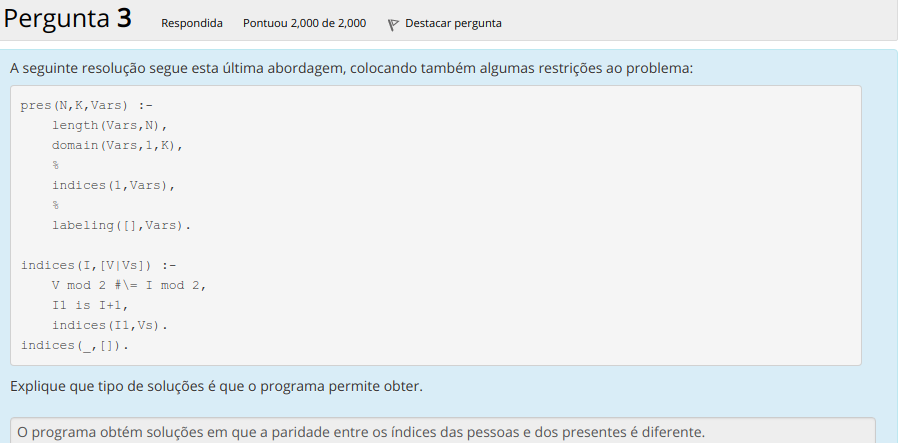 Pergunta 3 Respondida Pontuou 2,000 de 2,000 Destacar pergunta
A seguinte resolução segue esta última abordagem, colocando também algumas restrições ao problema:
pres(N,K,Vars) :-
    length(Vars,N),
    domain(Vars,1,K),
    %
    indices(1,Vars),
    %
    labeling([],Vars).
indices(I,[V|Vs]) :-
    V mod 2 #\= I mod 2,
    I1 is I+1,
    indices(I1,Vs).
indices(_,[]).
Explique que tipo de soluções é que o programa permite obter.
O programa obtém soluções em que a paridade entre os índices das pessoas e dos presentes é diferente.